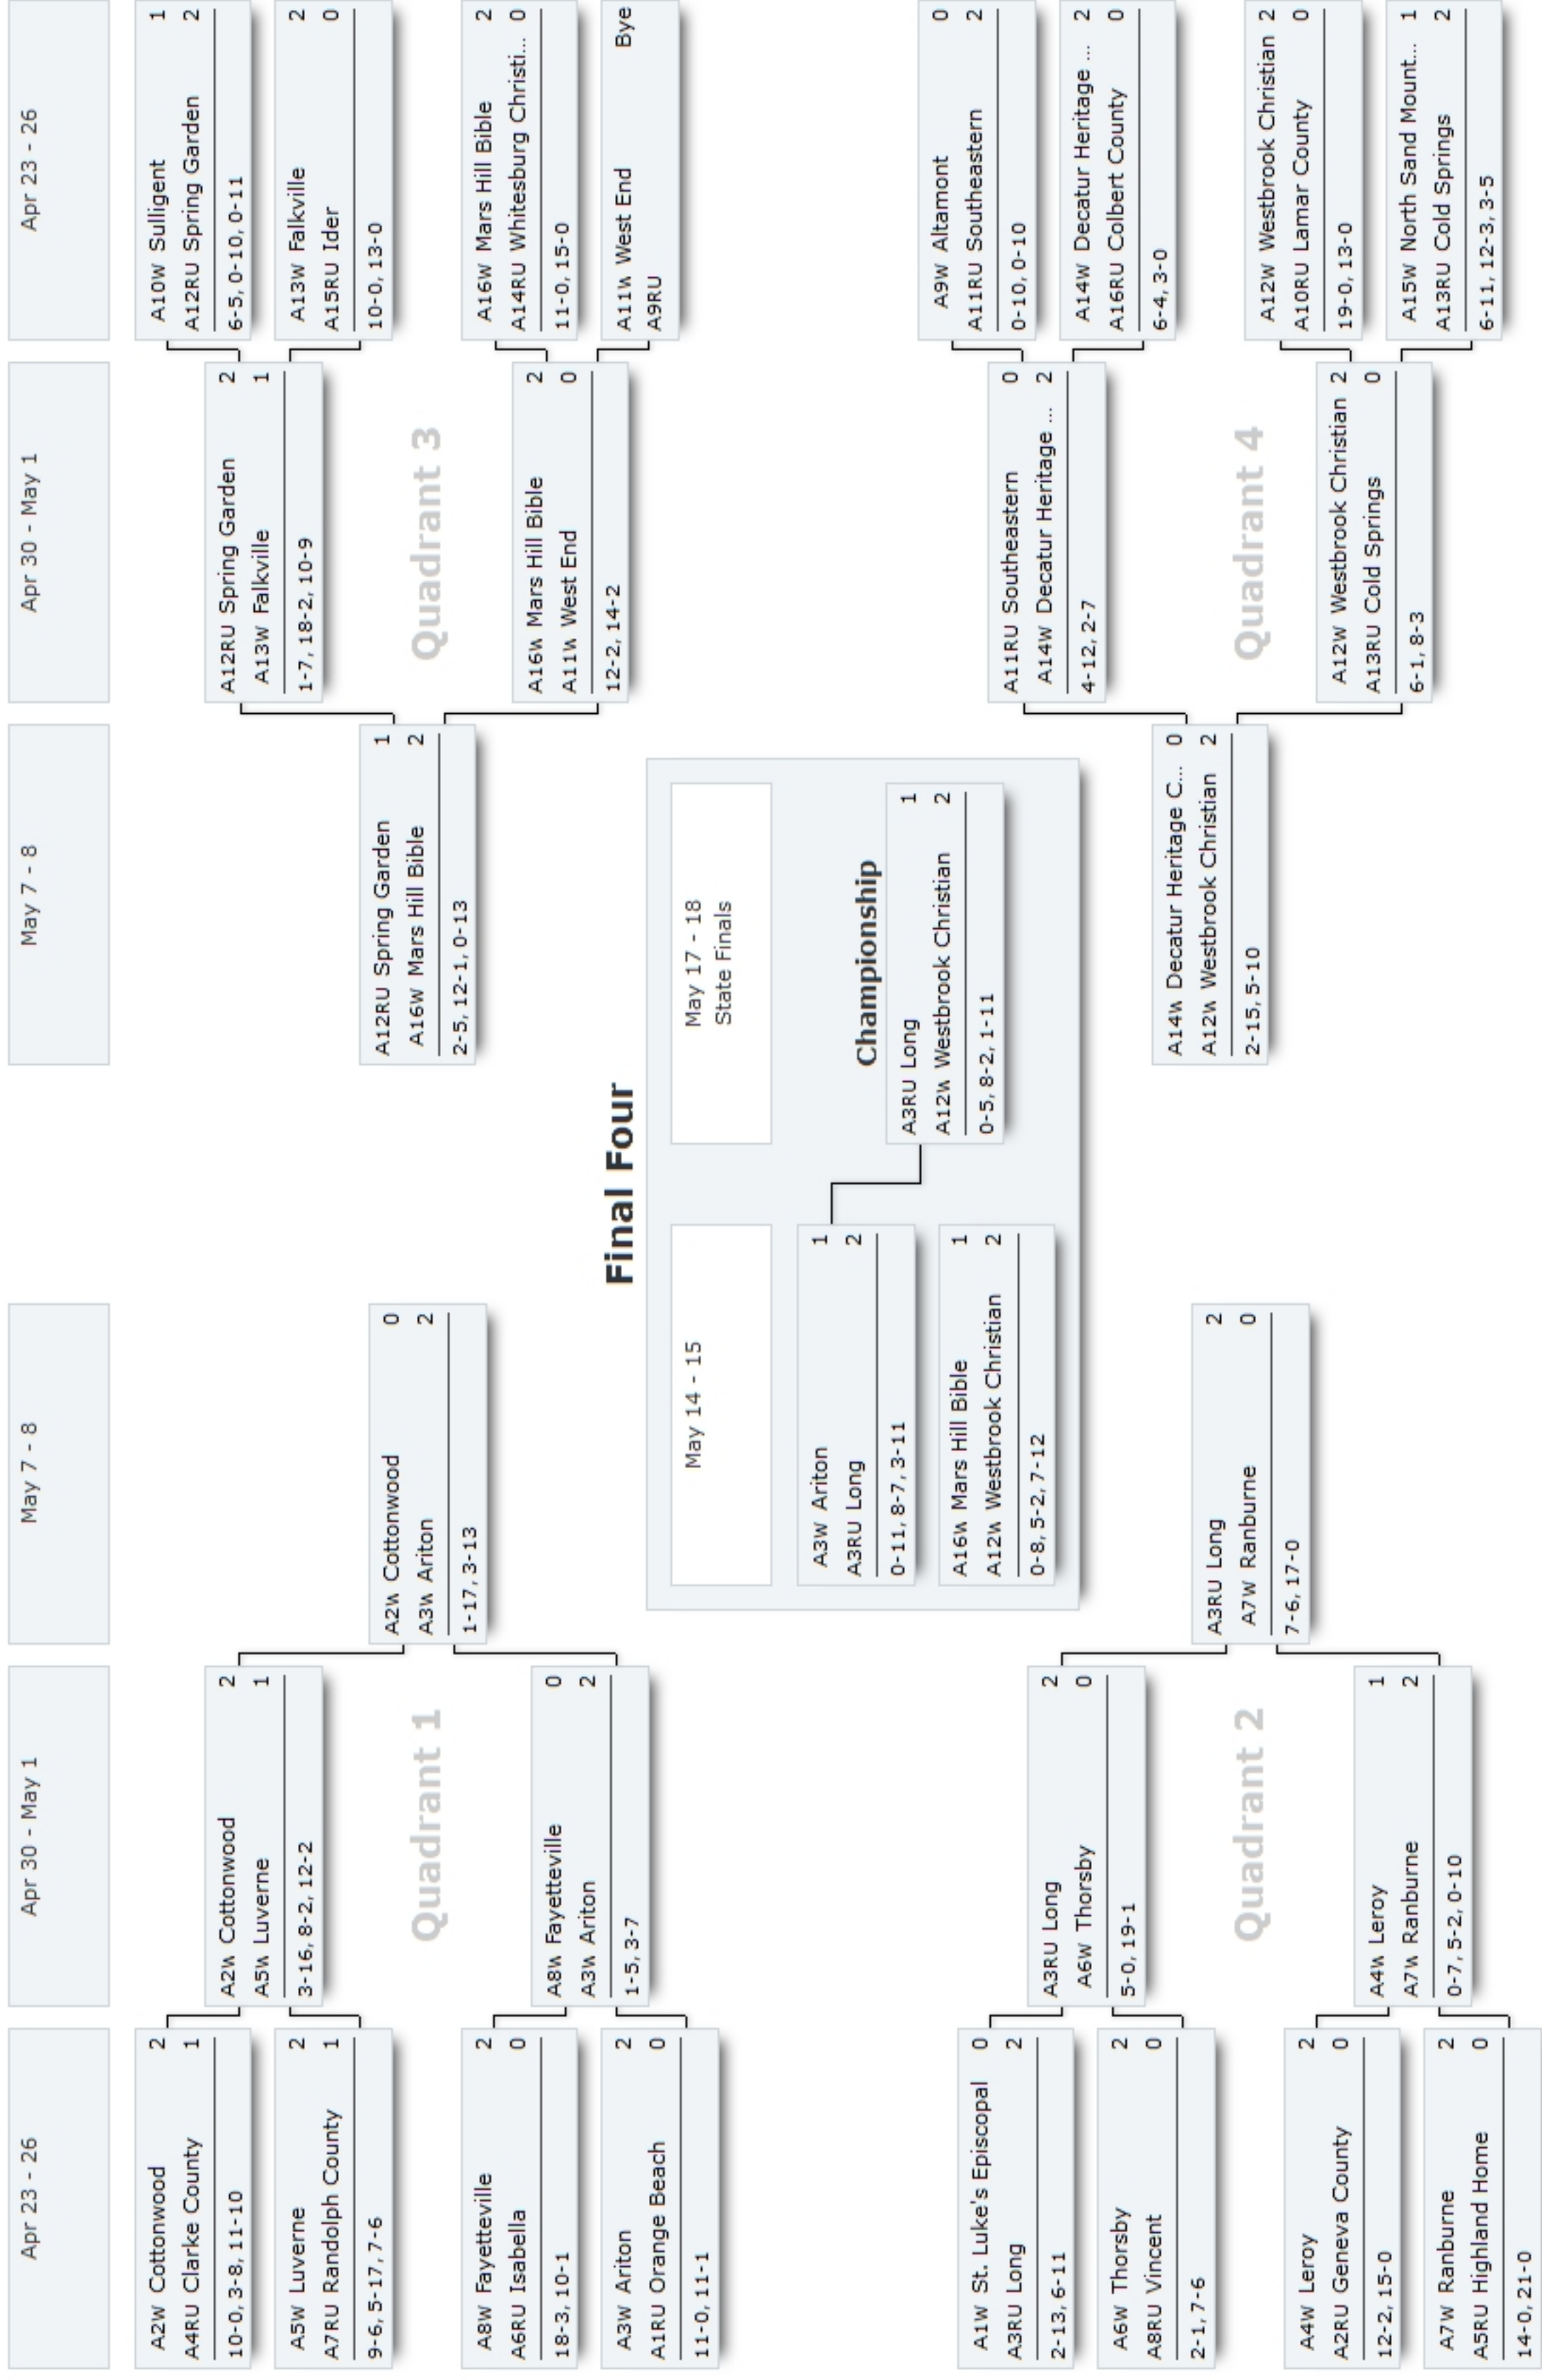 Apr 23 - 26
Apr 30 - May 1
May 7 - 8
May 7 - 8
Apr 30 - May 1
Apr 23 - 26
A2W Cottonwood 2
A4RU Clarke County 1
10-0, 3-8, 11-10
A5W Luverne 2
A7RU Randolph County 1
9-6, 5-17, 7-6
A8W Fayetteville 2
A6RU Isabella 0
18-3, 10-1
A3W Ariton 2
A1RU Orange Beach 0
11-0, 11-1
A2W Cottonwood 2
A5W Luverne 1
3-16, 8-2, 12-2
Quadrant 1
A8W Fayetteville 0
A3W Ariton 2
1-5, 3-7
A2W Cottonwood 0
A3W Ariton 2
1-17, 3-13
A12RU Spring Garden 1
A16W Mars Hill Bible 2
2-5, 12-1, 0-13
A12RU Spring Garden 2
A13W Falkville 1
1-7, 18-2, 10-9
Quadrant 3
A16W Mars Hill Bible 2
A11W West End 0
12-2, 14-2
A10W Sulligent 1
A12RU Spring Garden 2
6-5, 0-10, 0-11
A13W Falkville 2
A15RU Ider 0
10-0, 13-0
A16W Mars Hill Bible 2
A14RU Whitesburg Christi... 0
11-0, 15-0
A11W West End Bye
A9RU
Final Four
May 14 - 15
May 17 - 18
State Finals
A3W Ariton 1
A3RU Long 2
0-11, 8-7, 3-11
A16W Mars Hill Bible 1
A12W Westbrook Christian 2
0-8, 5-2, 7-12
Championship
A3RU Long 1
A12W Westbrook Christian 2
0-5, 8-2, 1-11
A1W St. Luke's Episcopal 0
A3RU Long 2
2-13, 6-11
A6W Thorsby 2
A8RU Vincent 0
2-1, 7-6
A4W Leroy 2
A2RU Geneva County 0
12-2, 15-0
A7W Ranburne 2
A5RU Highland Home 0
14-0, 21-0
A3RU Long 2
A6W Thorsby 0
5-0, 19-1
Quadrant 2
A4W Leroy 1
A7W Ranburne 2
0-7, 5-2, 0-10
A3RU Long 2
A7W Ranburne 0
7-6, 17-0
A14W Decatur Heritage C... 0
A12W Westbrook Christian 2
2-15, 5-10
A11RU Southeastern 0
A14W Decatur Heritage ... 2
4-12, 2-7
Quadrant 4
A12W Westbrook Christian 2
A13RU Cold Springs 0
6-1, 8-3
A9W Altamont 0
A11RU Southeastern 2
0-10, 0-10
A14W Decatur Heritage ... 2
A16RU Colbert County 0
6-4, 3-0
A12W Westbrook Christian 2
A10RU Lamar County 0
19-0, 13-0
A15W North Sand Mount... 1
A13RU Cold Springs 2
6-11, 12-3, 3-5